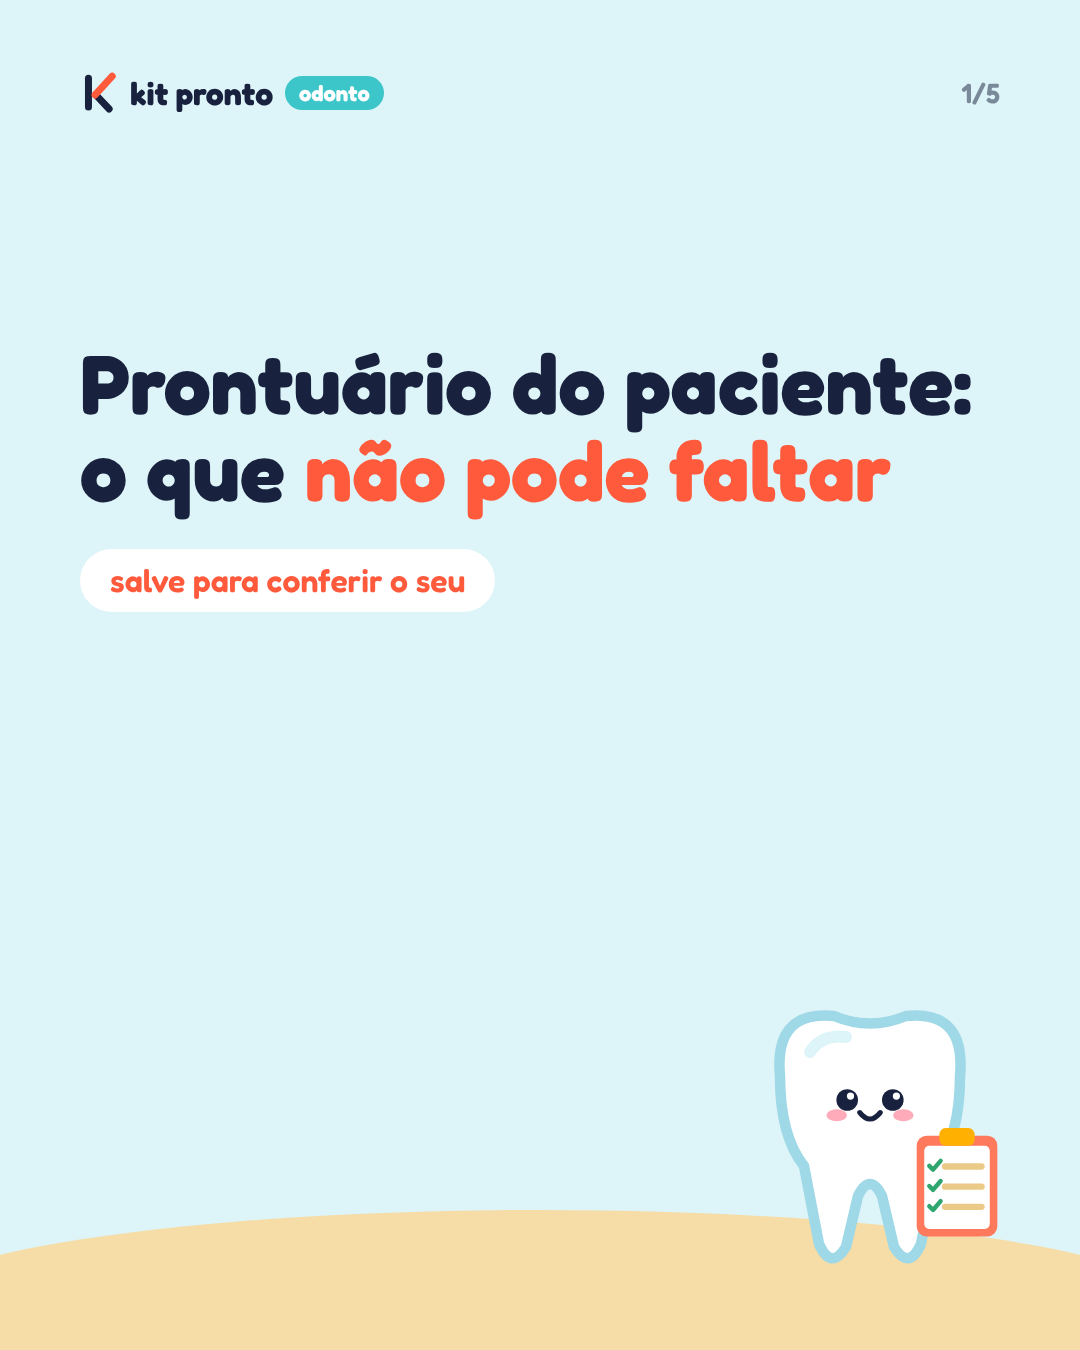 kit pronto odonto
1/5
Prontuário do paciente:
o que não pode faltar
salve para conferir o seu